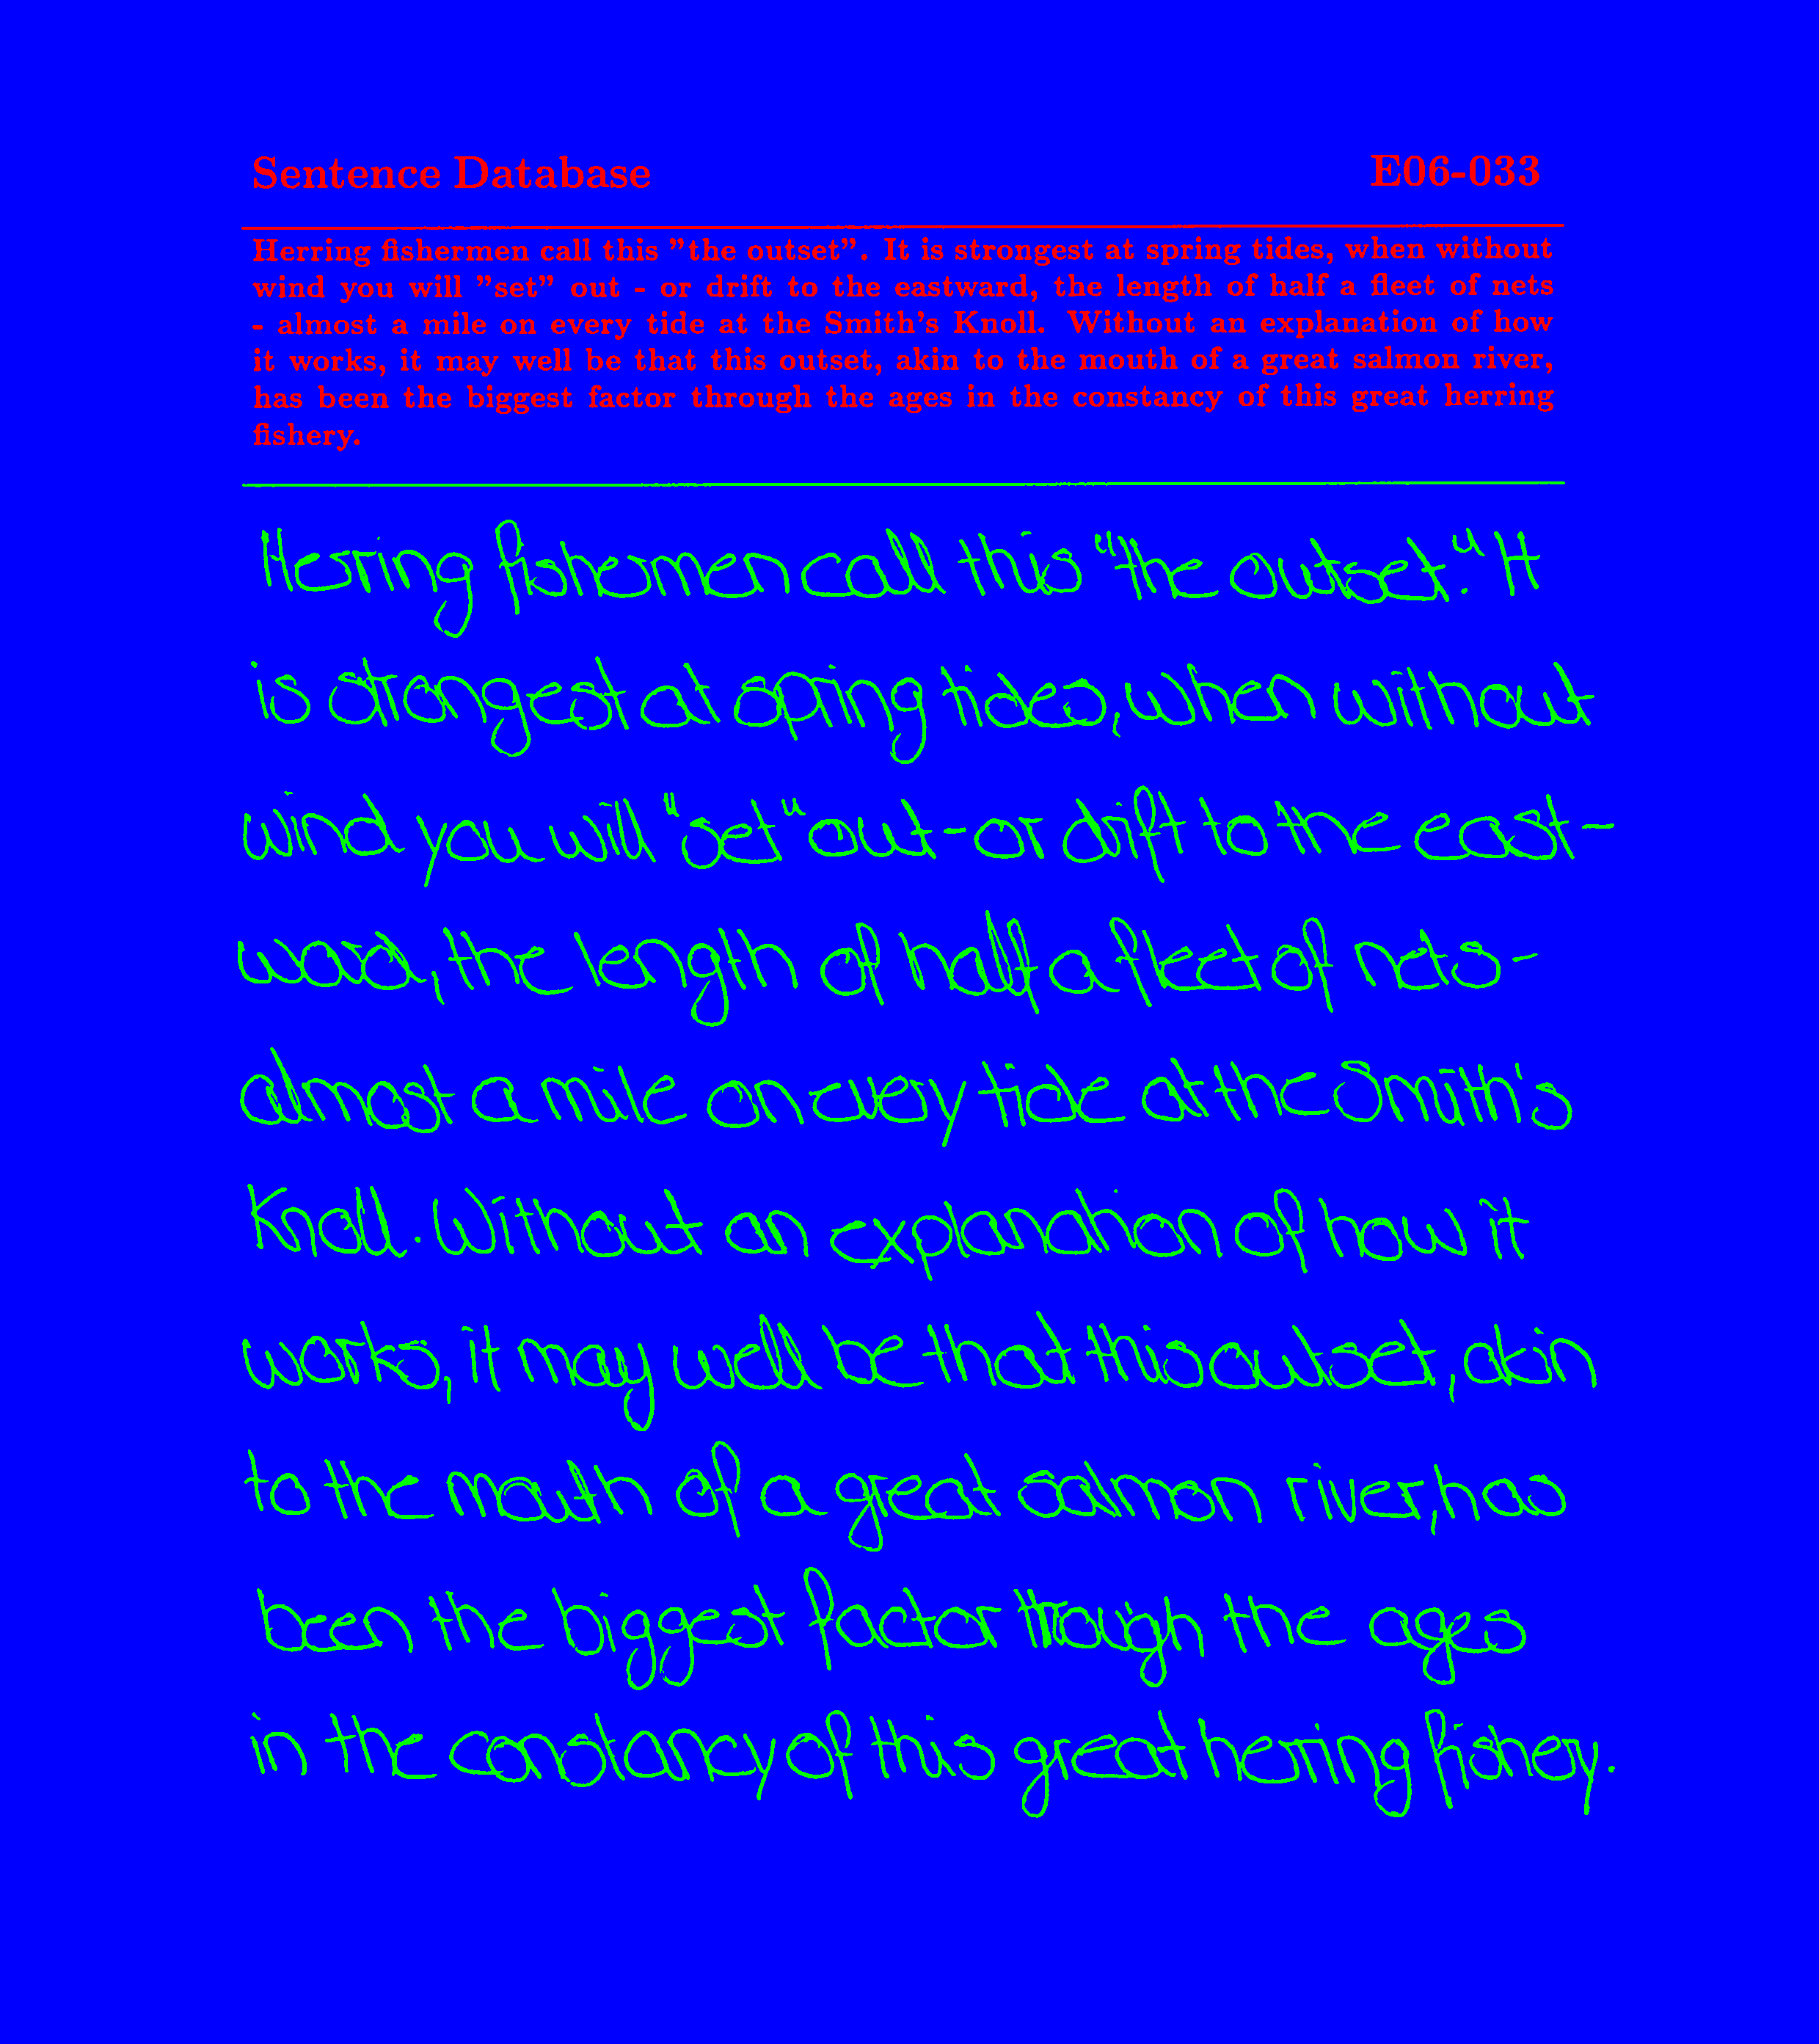 Sentence Database E06-033
Herring fishermen call this "the outset". It is strongest at spring tides, when without
wind you will "set" out - or drift to the eastward, the length of half a fleet of nets
- almost a mile on every tide at the Smith's Knoll. Without an explanation of how
it works, it may well be that this outset, akin to the mouth of a great salmon river,
has been the biggest factor through the ages in the constancy of this great herring
fishery.
Herring fishermen call this "the outset." It
is strongest at spring tides, when without
wind you will "set" out - or drift to the east-
ward, the length of half a fleet of nets -
almost a mile on every tide at the Smith's
Knoll. Without an explanation of how it
works, it may well be that this outset, akin
to the mouth of a great salmon river, has
been the biggest factor through the ages
in the constancy of this great herring fishery.